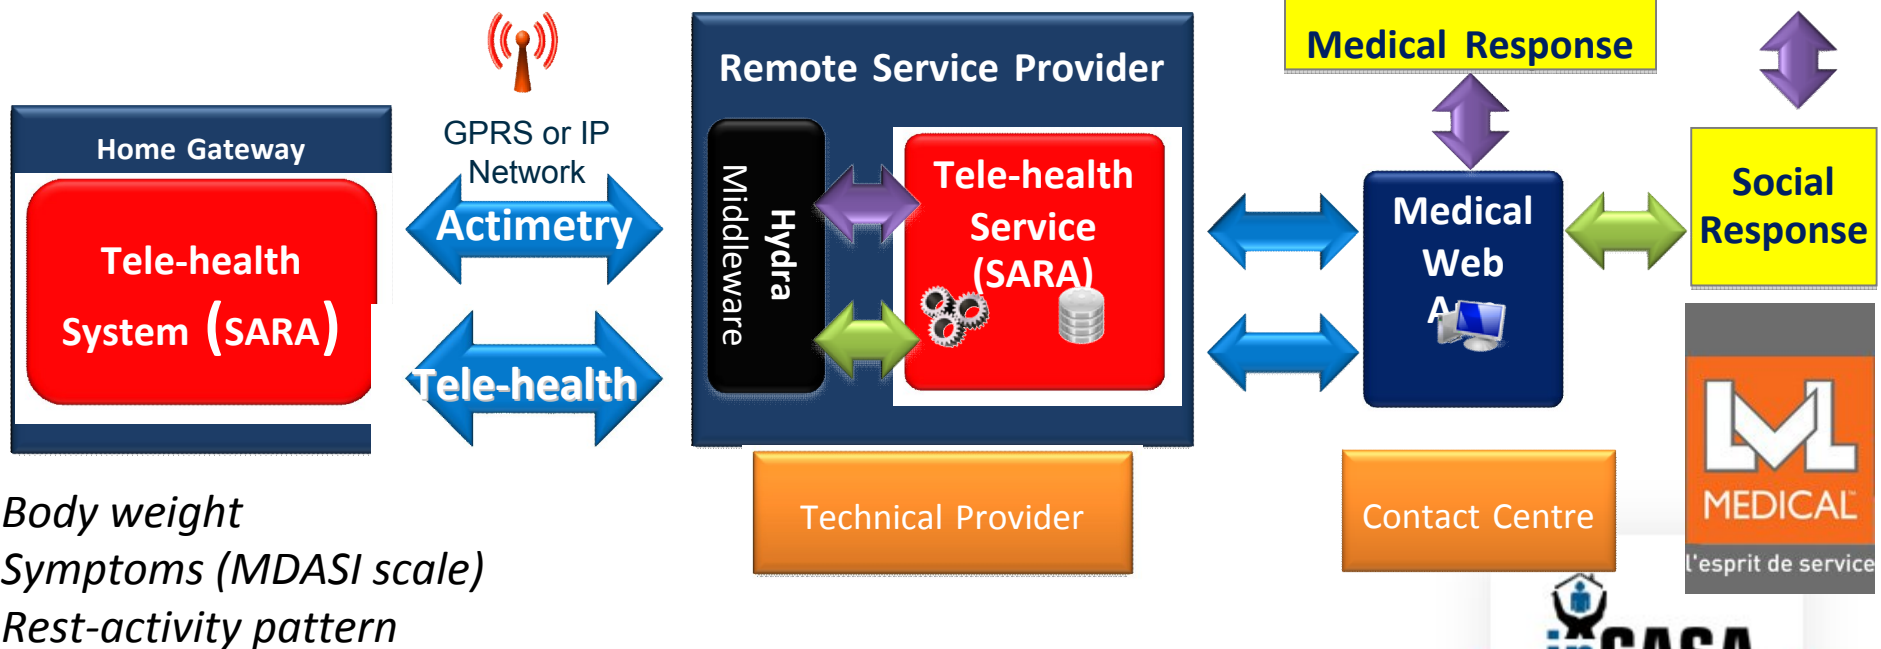 Home Gateway
Tele-health
System (SARA)
GPRS or IP
Network
Actimetry
Tele-health
Remote Service Provider
Hydra
Middleware
Tele-health
Service
(SARA)
Technical Provider
Medical Response
Medical
Web
Contact Centre
Social
Response
LVL
MEDICAL
l'esprit de service
Body weight
Symptoms (MDASI scale)
Rest-activity pattern
inCASA